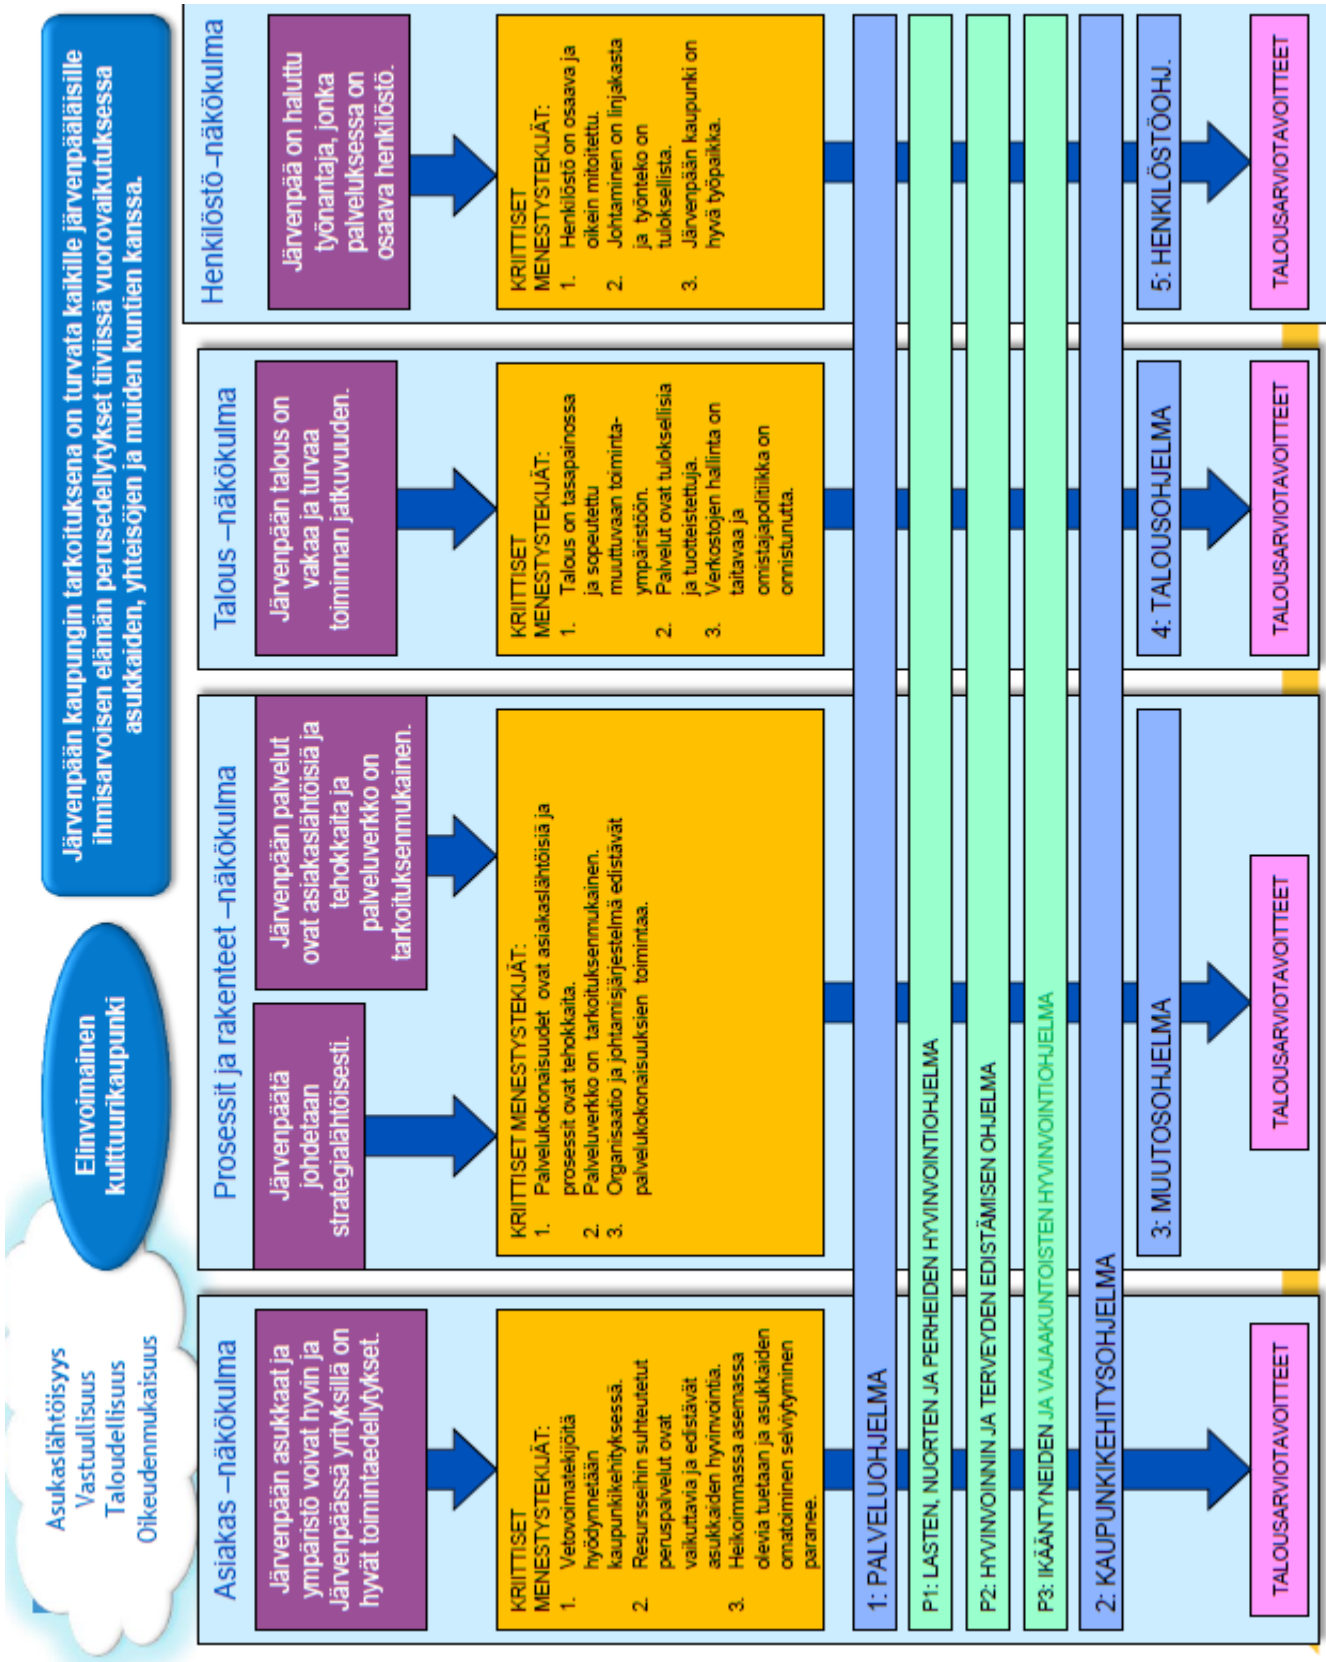 Asukaslähtöisyys
Vastuullisuus
Taloudellisuus
Oikeudenmukaisuus
Elinvoimainen
kulttuurikaupunki
Järvenpään kaupungin tarkoituksena on turvata kaikille järvenpääläisille
ihmisarvoisen elämän perusedellytykset tiiviissä vuorovaikutuksessa
asukkaiden, yhteisöjen ja muiden kuntien kanssa.
Asiakas –näkökulma
Järvenpään asukkaat ja
ympäristö voivat hyvin ja
Järvenpäässä yrityksillä on
hyvät toimintaedellytykset.
KRIITTISET
MENESTYSTEKIJÄT:
1. Vetovoimatekijöitä
hyödynnetään
kaupunkikehityksessä.
2. Resursseihin suhteutetut
peruspalvelut ovat
vaikuttavia ja edistävät
asukkaiden hyvinvointia.
3. Heikoimmassa asemassa
olevia tuetaan ja asukkaiden
omatoiminen selviytyminen
paranee.
Prosessit ja rakenteet –näkökulma
Järvenpäätä
johdetaan
strategialähtöisesti.
Järvenpään palvelut
ovat asiakaslähtöisiä ja
tehokkaita ja
palveluverkko on
tarkoituksenmukainen.
KRIITTISET MENESTYSTEKIJÄT:
1. Palvelukokonaisuudet ovat asiakaslähtöisiä ja
prosessit ovat tehokkaita.
2. Palveluverkko on tarkoituksenmukainen.
3. Organisaatio ja johtamisjärjestelmä edistävät
palvelukokonaisuuksien toimintaa.
Talous –näkökulma
Järvenpään talous on
vakaa ja turvaa
toiminnan jatkuvuuden.
KRIITTISET
MENESTYSTEKIJÄT:
1. Talous on tasapainossa
ja sopeutettu
muuttuvaan toiminta-
ympäristöön.
2. Palvelut ovat tuloksellisia
ja tuotteistettuja.
3. Verkostojen hallinta on
taitavaa ja
omistajapolitiikka on
onnistunutta.
Henkilöstö –näkökulma
Järvenpää on haluttu
työnantaja, jonka
palveluksessa on
osaava henkilöstö.
KRIITTISET
MENESTYSTEKIJÄT:
1. Henkilöstö on osaava ja
oikein mitoitettu.
2. Johtaminen on linjakasta
ja työnteko on
tuloksellista.
3. Järvenpään kaupunki on
hyvä työpaikka.
1: PALVELUOHJELMA
P1: LASTEN, NUORTEN JA PERHEIDEN HYVINVOINTIOHJELMA
P2: HYVINVOINNIN JA TERVEYDEN EDISTÄMISEN OHJELMA
P3: IKÄÄNTYNEIDEN JA VAJAAKUNTOISTEN HYVINVOINTIOHJELMA
2: KAUPUNKIKEHITYSOHJELMA
3: MUUTOSOHJELMA
4: TALOUSOHJELMA
5: HENKILÖSTÖOHJ.
TALOUSARVIOTAVOITTEET
TALOUSARVIOTAVOITTEET
TALOUSARVIOTAVOITTEET
TALOUSARVIOTAVOITTEET